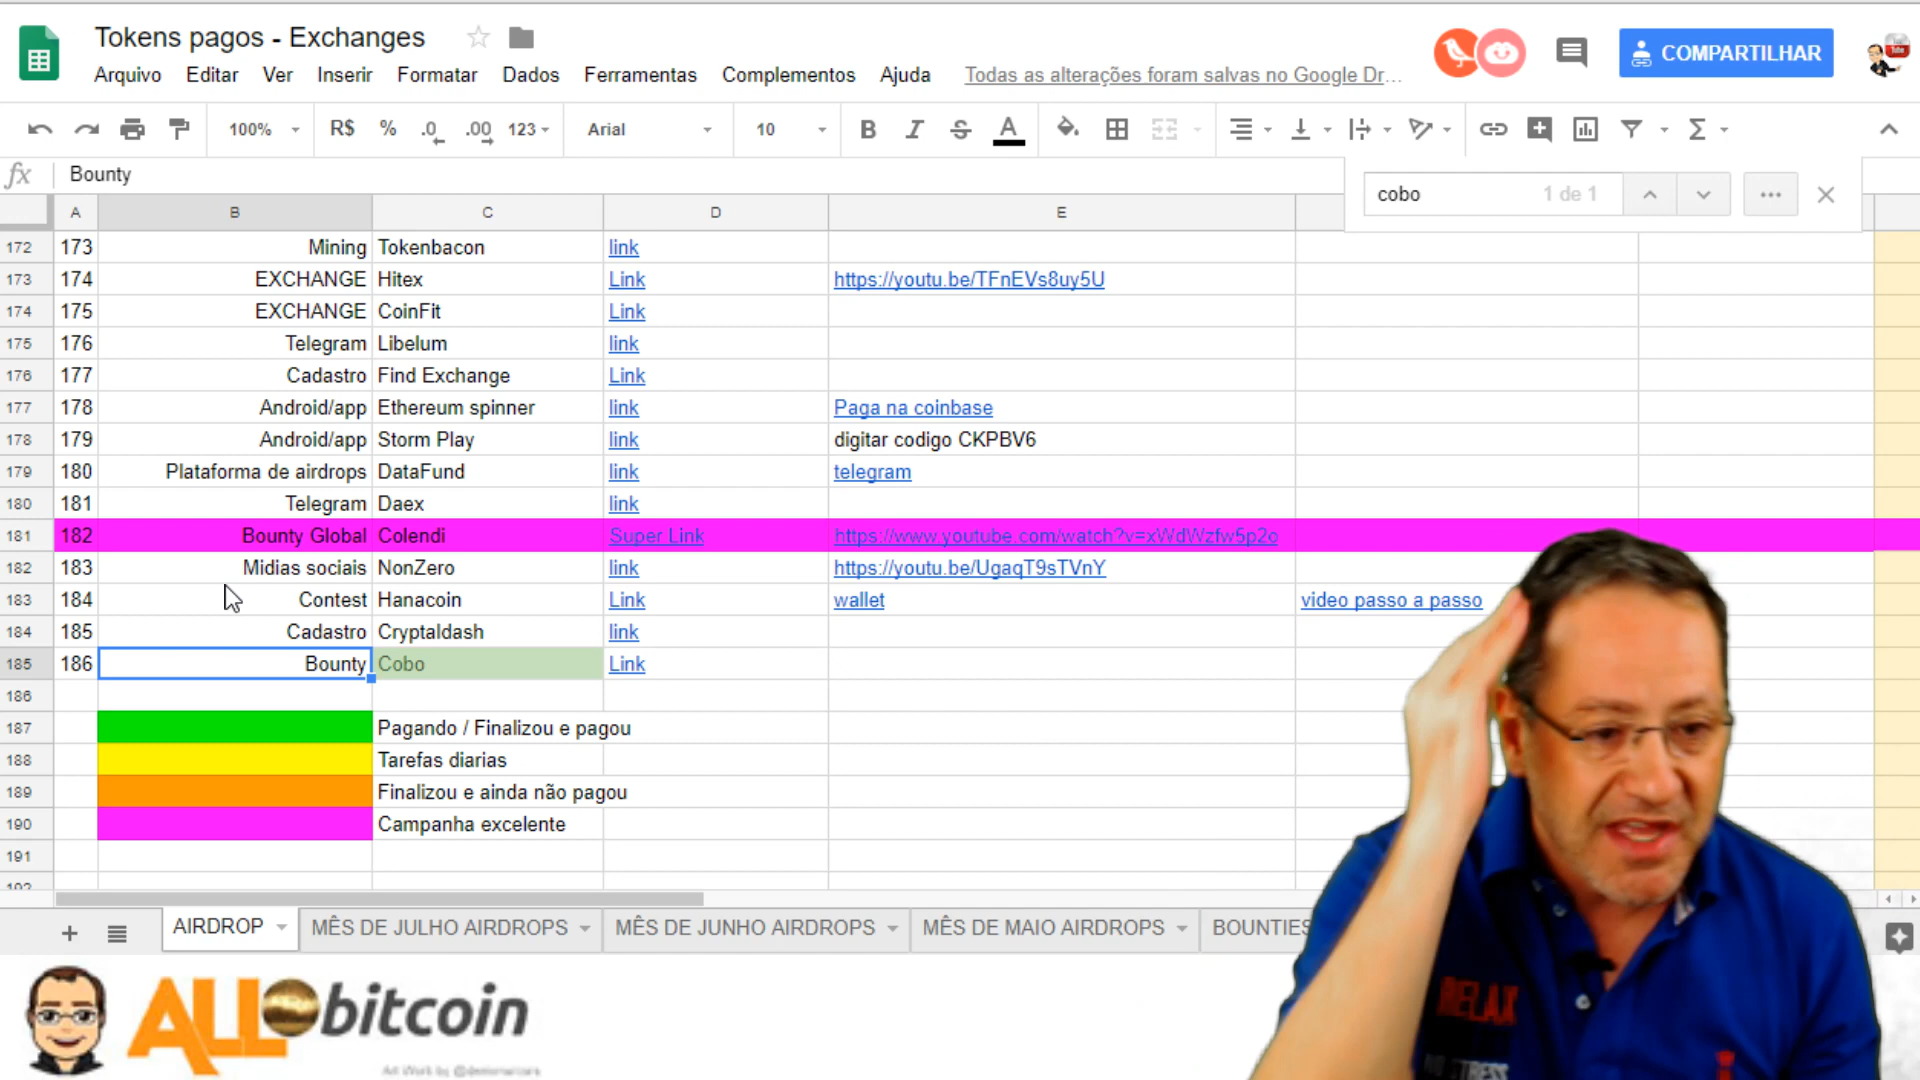 Tokens pagos - Exchanges
Arquivo Editar Ver Inserir Formatar Dados Ferramentas Complementos Ajuda Todas as alterações foram salvas no Google Dr...
COMPARTILHAR
100% R$ % .0 .00 123 Arial 10 B I S A Σ
fx Bounty
cobo 1 de 1
A B C D E
172 173 Mining Tokenbacon link
173 174 EXCHANGE Hitex Link https://youtu.be/TFnEVs8uy5U
174 175 EXCHANGE CoinFit Link
175 176 Telegram Libelum link
176 177 Cadastro Find Exchange Link
177 178 Android/app Ethereum spinner link Paga na coinbase
178 179 Android/app Storm Play link digitar codigo CKPBV6
179 180 Plataforma de airdrops DataFund link telegram
180 181 Telegram Daex link
181 182 Bounty Global Colendi Super Link https://www.youtube.com/watch?v=xWdWzfw5p2o
182 183 Midias sociais NonZero link https://youtu.be/UgaqT9sTVnY
183 184 Contest Hanacoin Link wallet video passo a passo
184 185 Cadastro Cryptaldash link
185 186 Bounty Cobo Link
186
187 Pagando / Finalizou e pagou
188 Tarefas diarias
189 Finalizou e ainda não pagou
190 Campanha excelente
191
192
AIRDROP MÊS DE JULHO AIRDROPS MÊS DE JUNHO AIRDROPS MÊS DE MAIO AIRDROPS BOUNTIES
ALLObitcoin
RELAX
NO STRESS